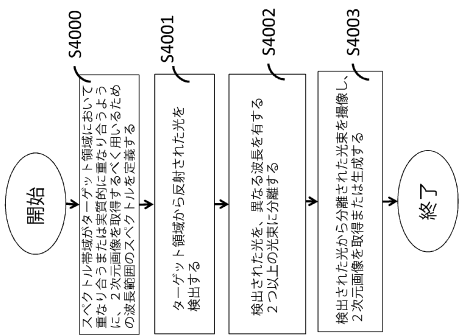 開始
S4000
スペクトル帯域がターゲット領域において
重なり合うまたは実質的に重なり合うよう
に、2次元画像を取得するべく用いるため
の波長範囲のスペクトルを定義する
S4001
ターゲット領域から反射された光を
検出する
S4002
検出された光を、異なる波長を有する
2つ以上の光束に分離する
S4003
検出された光から分離された光束を撮像し、
2次元画像を取得または生成する
終了